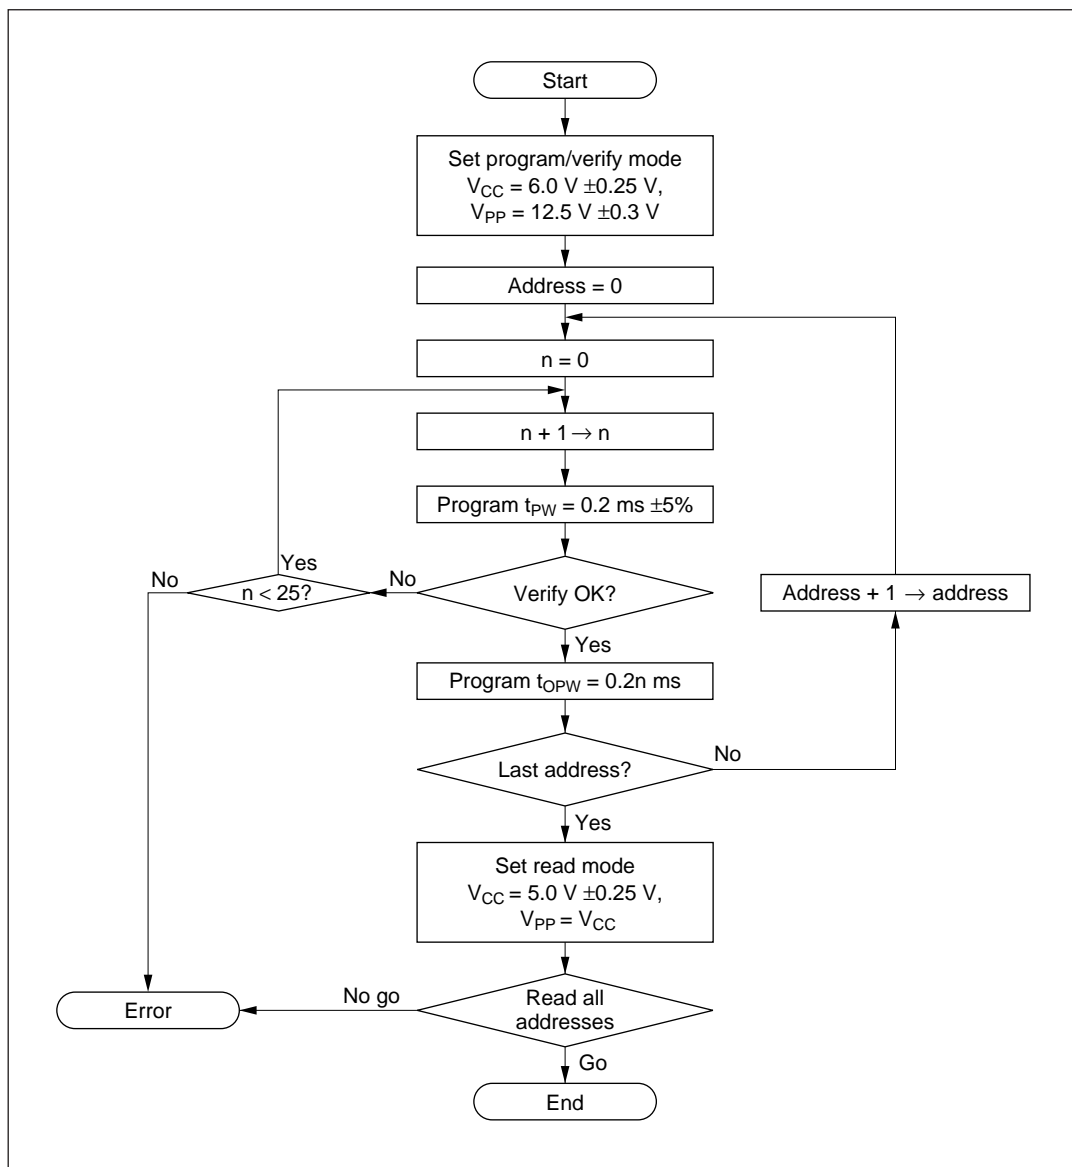 Start
Set program/verify mode
VCC = 6.0 V ±0.25 V,
VPP = 12.5 V ±0.3 V
Address = 0
n = 0
n + 1 → n
Program tPW = 0.2 ms ±5%
No
Yes
n < 25?
No
Verify OK?
Address + 1 → address
Yes
Program tOPW = 0.2n ms
Last address?
No
Yes
Set read mode
VCC = 5.0 V ±0.25 V,
VPP = VCC
Error
No go
Read all
addresses
Go
End